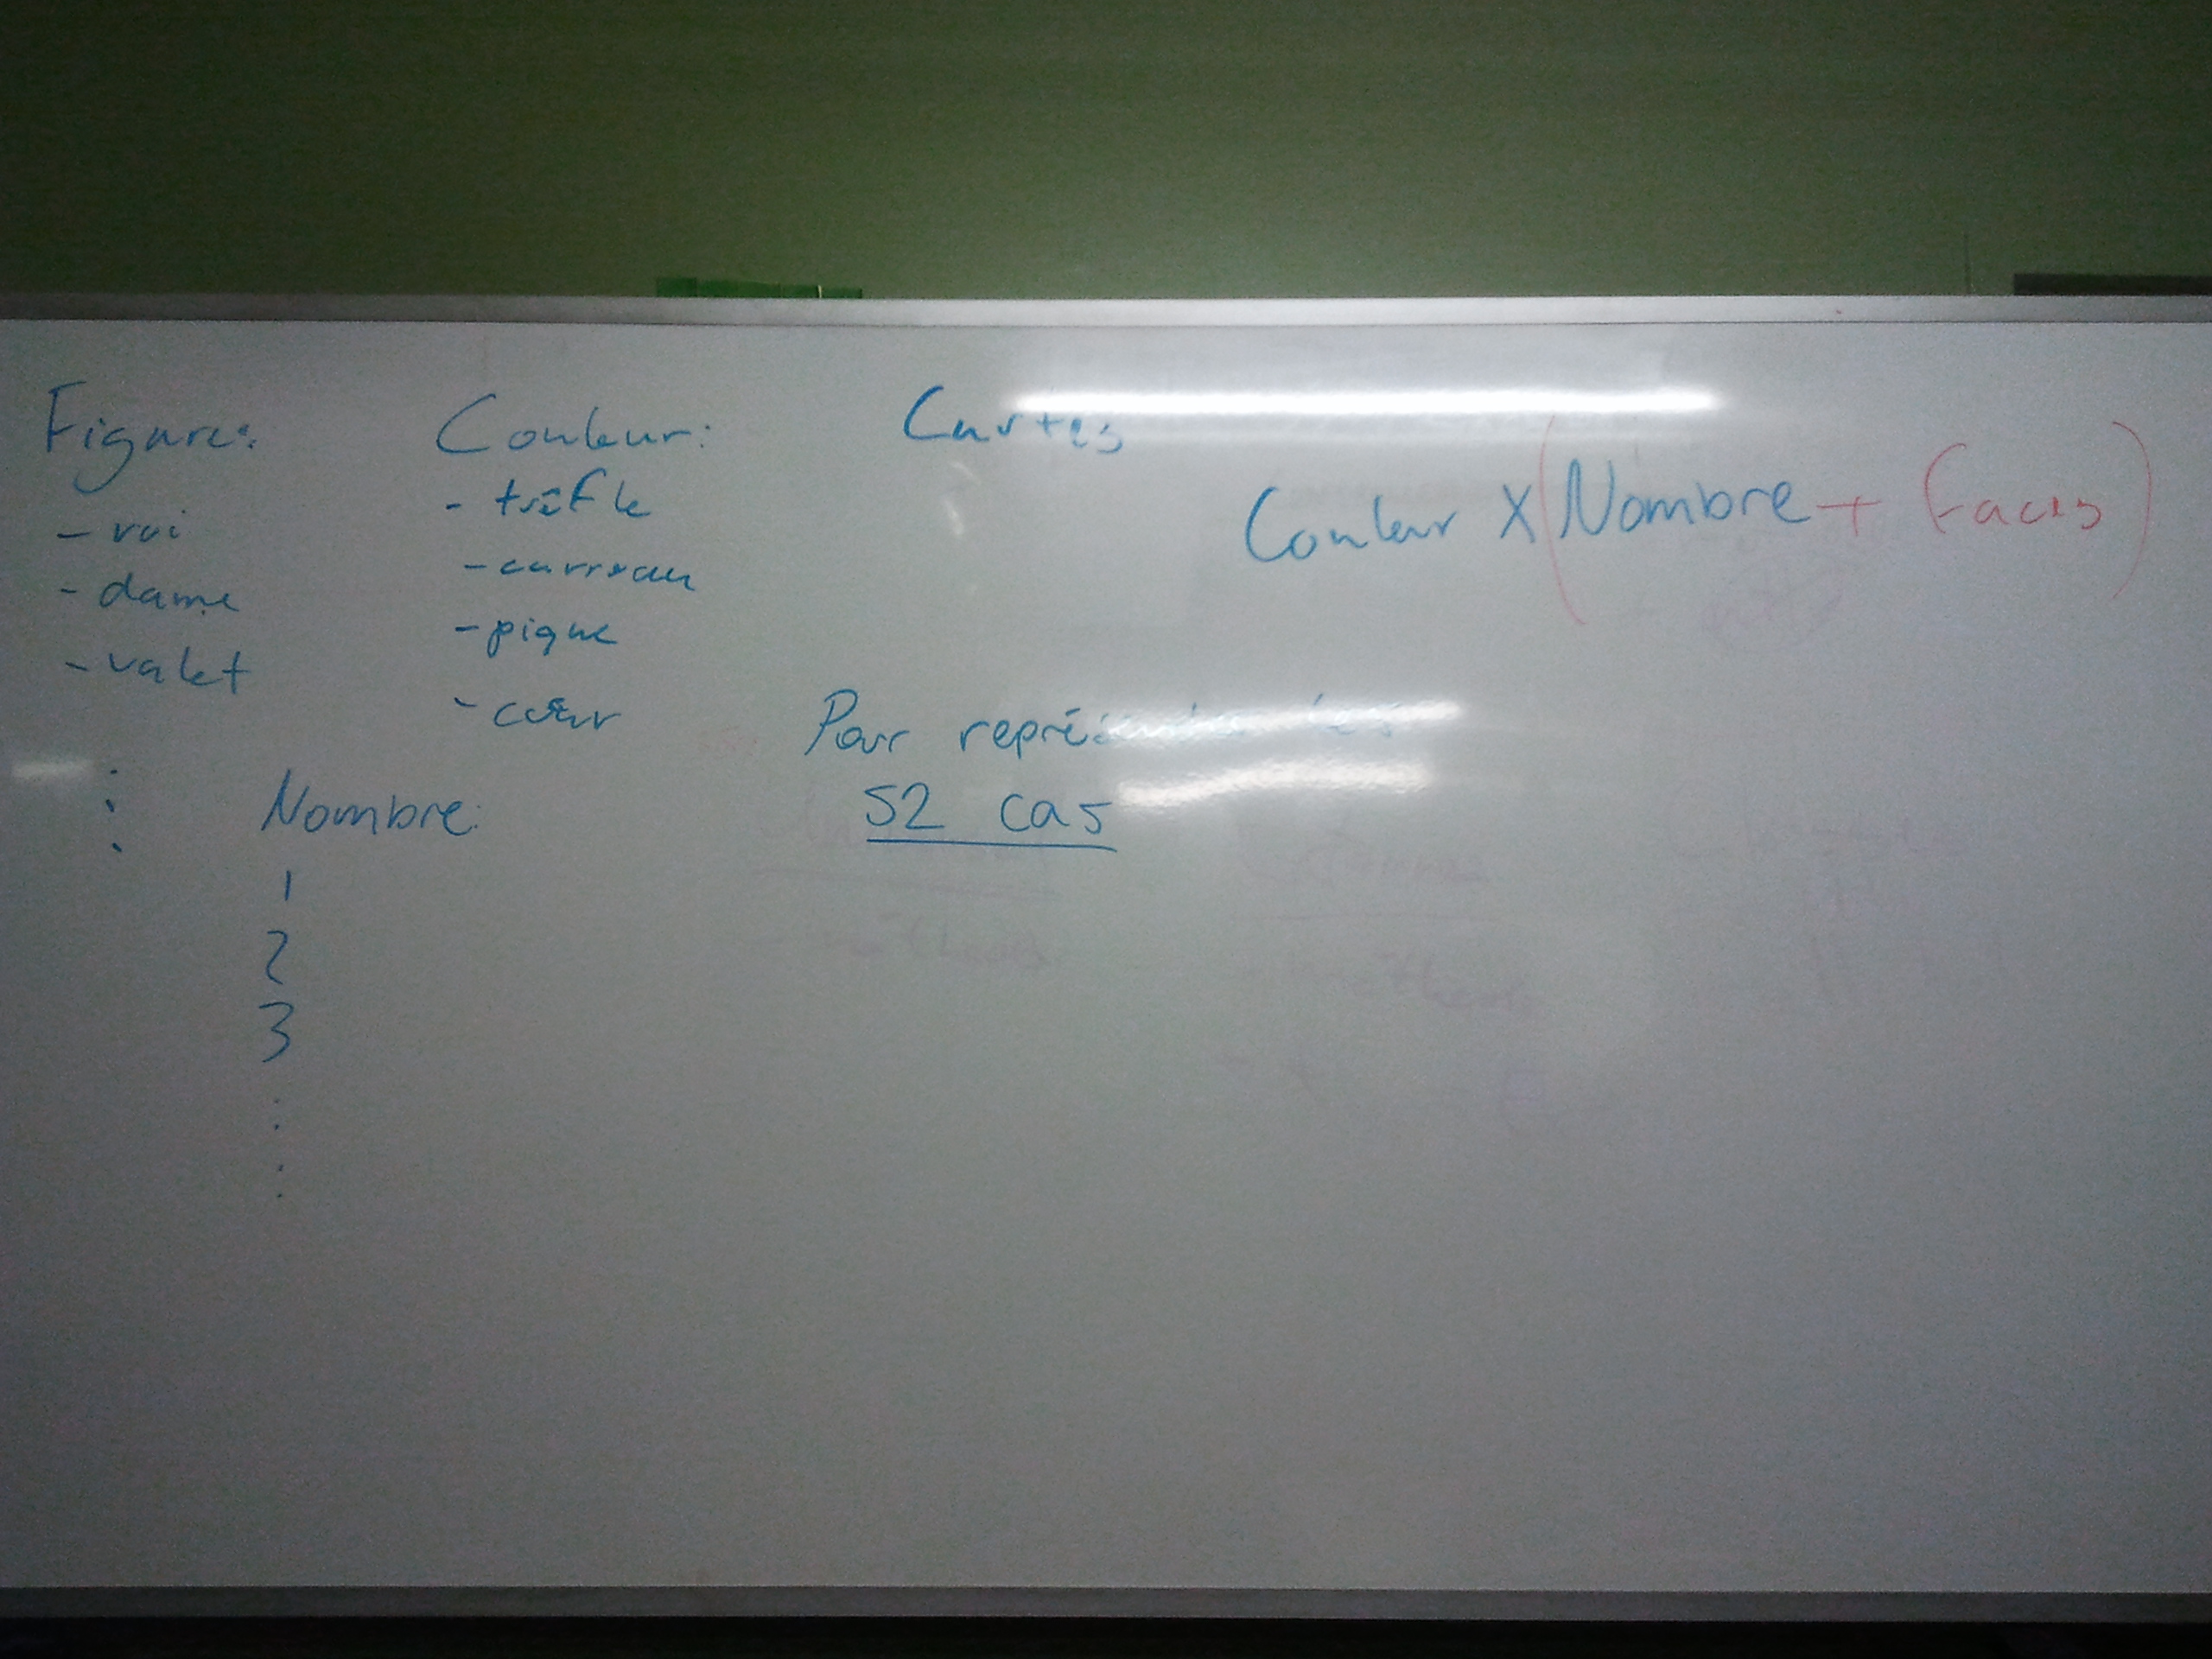 Figure:
- roi
- dame
- valet
Couleur:
- trêfle
- carreau
- pique
- cœur
Nombre:
1
2
3
Cartes
Couleur X (Nombre + Faces)
Pour représenter les
52 cas